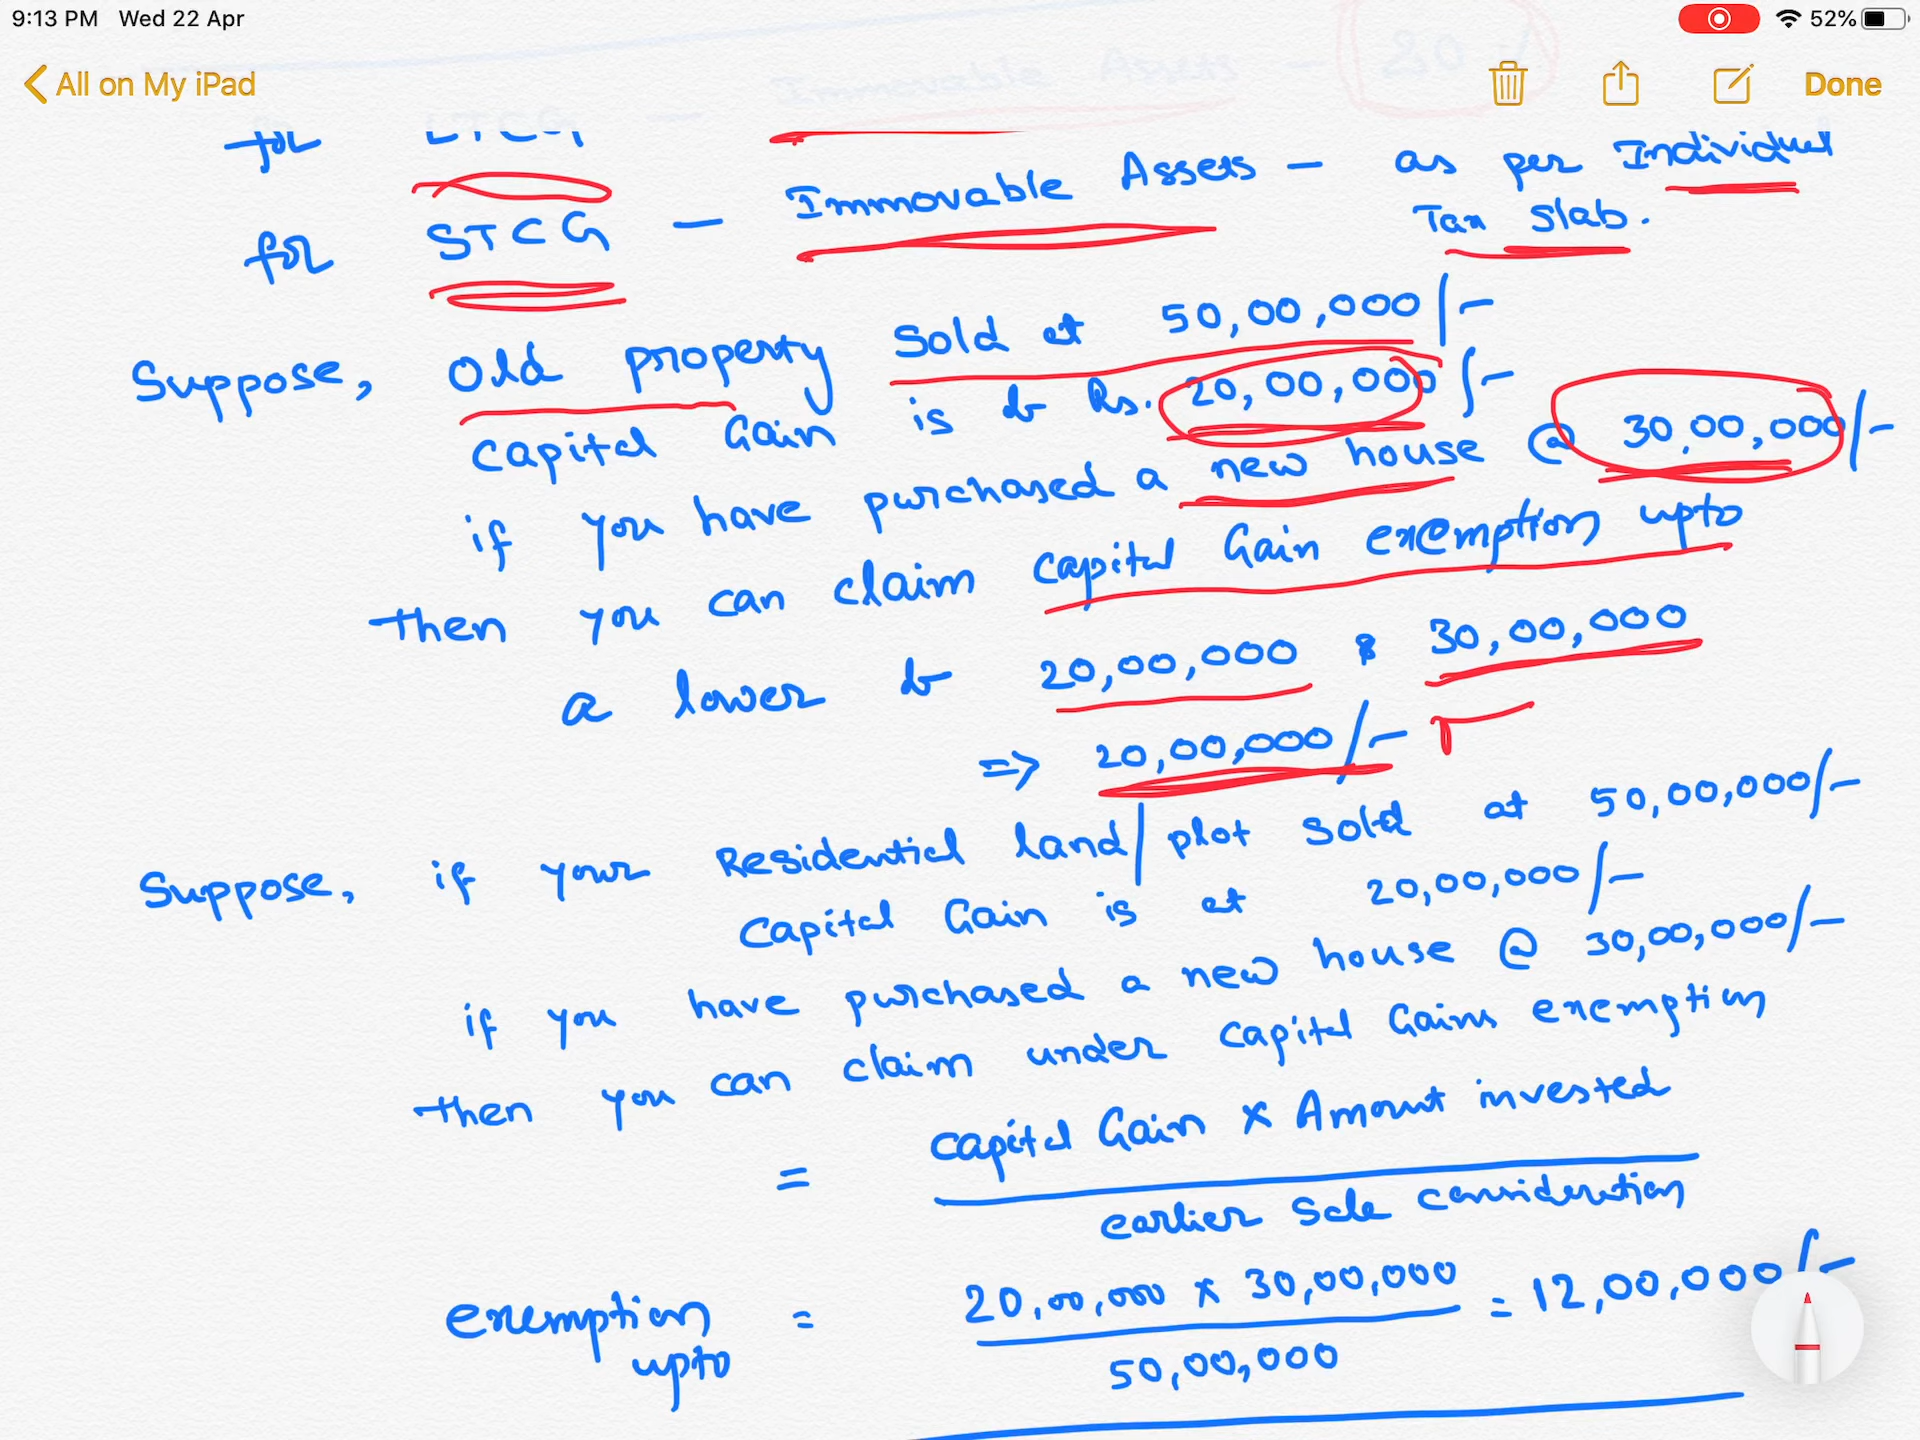 9:13 PM Wed 22 Apr
52%
All on My iPad
Done
Immovable Assets
for LTCG
for STCG - Immovable Assets - as per Individual
Tax Slab.
Suppose, Old property Sold at 50,00,000/-
Capital Gain is Rs. 20,00,000/-
if you have purchased a new house @ 30,00,000/-
then you can claim Capital Gain exemption upto
a lower 20,00,000 & 30,00,000
=> 20,00,000/-
Suppose, if your Residential land/plot sold at 50,00,000/-
Capital Gain is at 20,00,000/-
if you have purchased a new house @ 30,00,000/-
then you can claim under Capital Gains exemption
= Capital Gain x Amount invested
earlier Sale consideration
exemption upto = 20,00,000 x 30,00,000 = 12,00,000/-
50,00,000